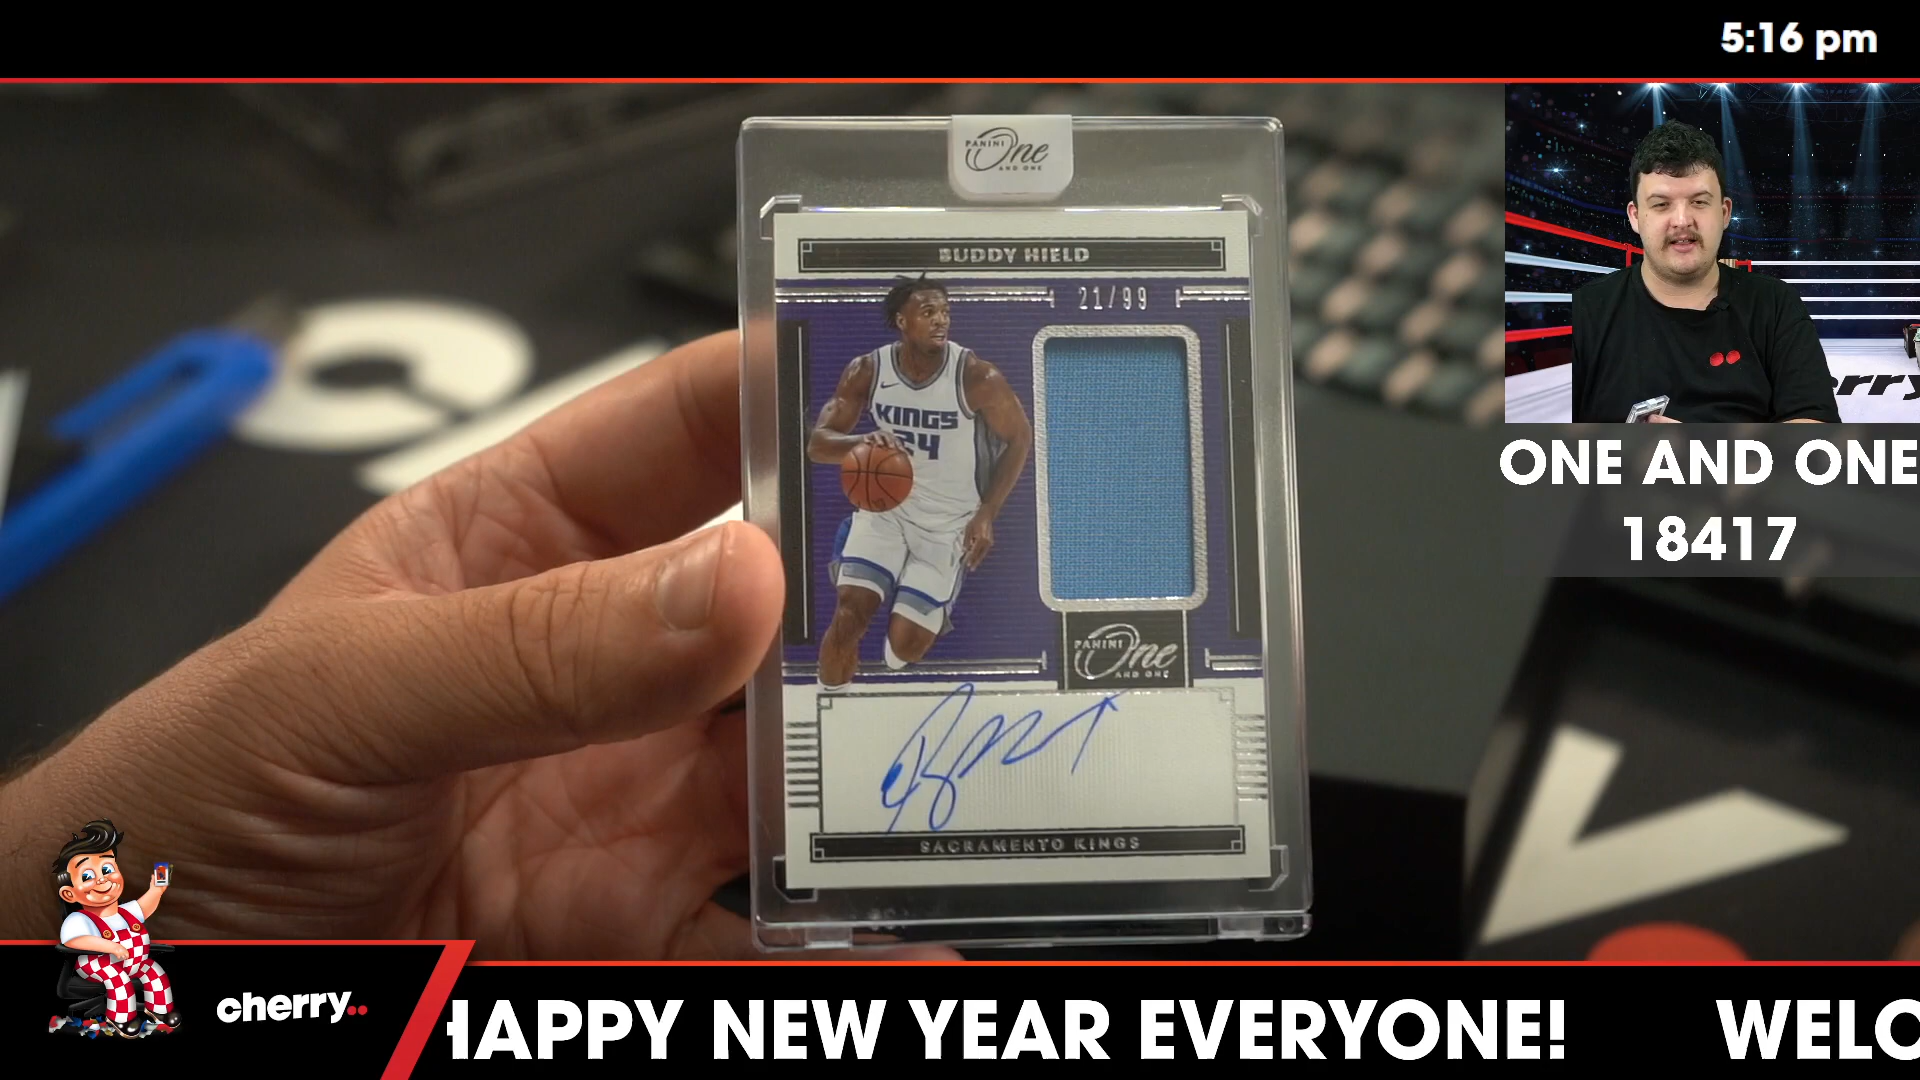 5:16 pm
PANINI One
AND ONE
BUDDY HIELD
21/99
KINGS
24
PANINI One
AND ONE
SACRAMENTO KINGS
erry
ONE AND ONE
18417
cherry..
HAPPY NEW YEAR EVERYONE! WELC